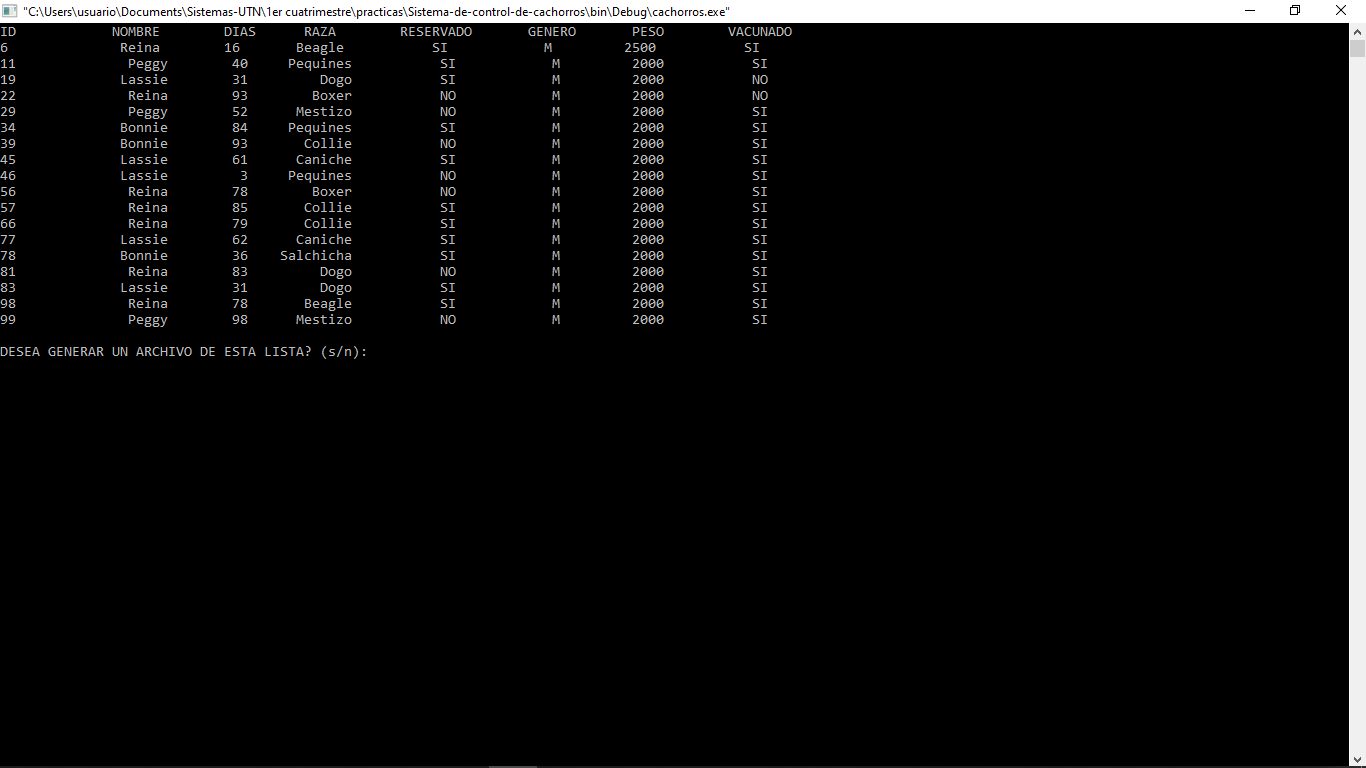 "C:\Users\usuario\Documents\Sistemas-UTN\1er cuatrimestre\practicas\Sistema-de-control-de-cachorros\bin\Debug\cachorros.exe"
ID NOMBRE DIAS RAZA RESERVADO GENERO PESO VACUNADO
6 Reina 16 Beagle SI M 2500 SI
11 Peggy 40 Pequines SI M 2000 SI
19 Lassie 31 Dogo SI M 2000 NO
22 Reina 93 Boxer NO M 2000 NO
29 Peggy 52 Mestizo NO M 2000 SI
34 Bonnie 84 Pequines SI M 2000 SI
39 Bonnie 93 Collie NO M 2000 SI
45 Lassie 61 Caniche SI M 2000 SI
46 Lassie 3 Pequines NO M 2000 SI
56 Reina 78 Boxer NO M 2000 SI
57 Reina 85 Collie SI M 2000 SI
66 Reina 79 Collie SI M 2000 SI
77 Lassie 62 Caniche SI M 2000 SI
78 Bonnie 36 Salchicha SI M 2000 SI
81 Reina 83 Dogo NO M 2000 SI
83 Lassie 31 Dogo SI M 2000 SI
98 Reina 78 Beagle SI M 2000 SI
99 Peggy 98 Mestizo NO M 2000 SI
DESEA GENERAR UN ARCHIVO DE ESTA LISTA? (s/n):